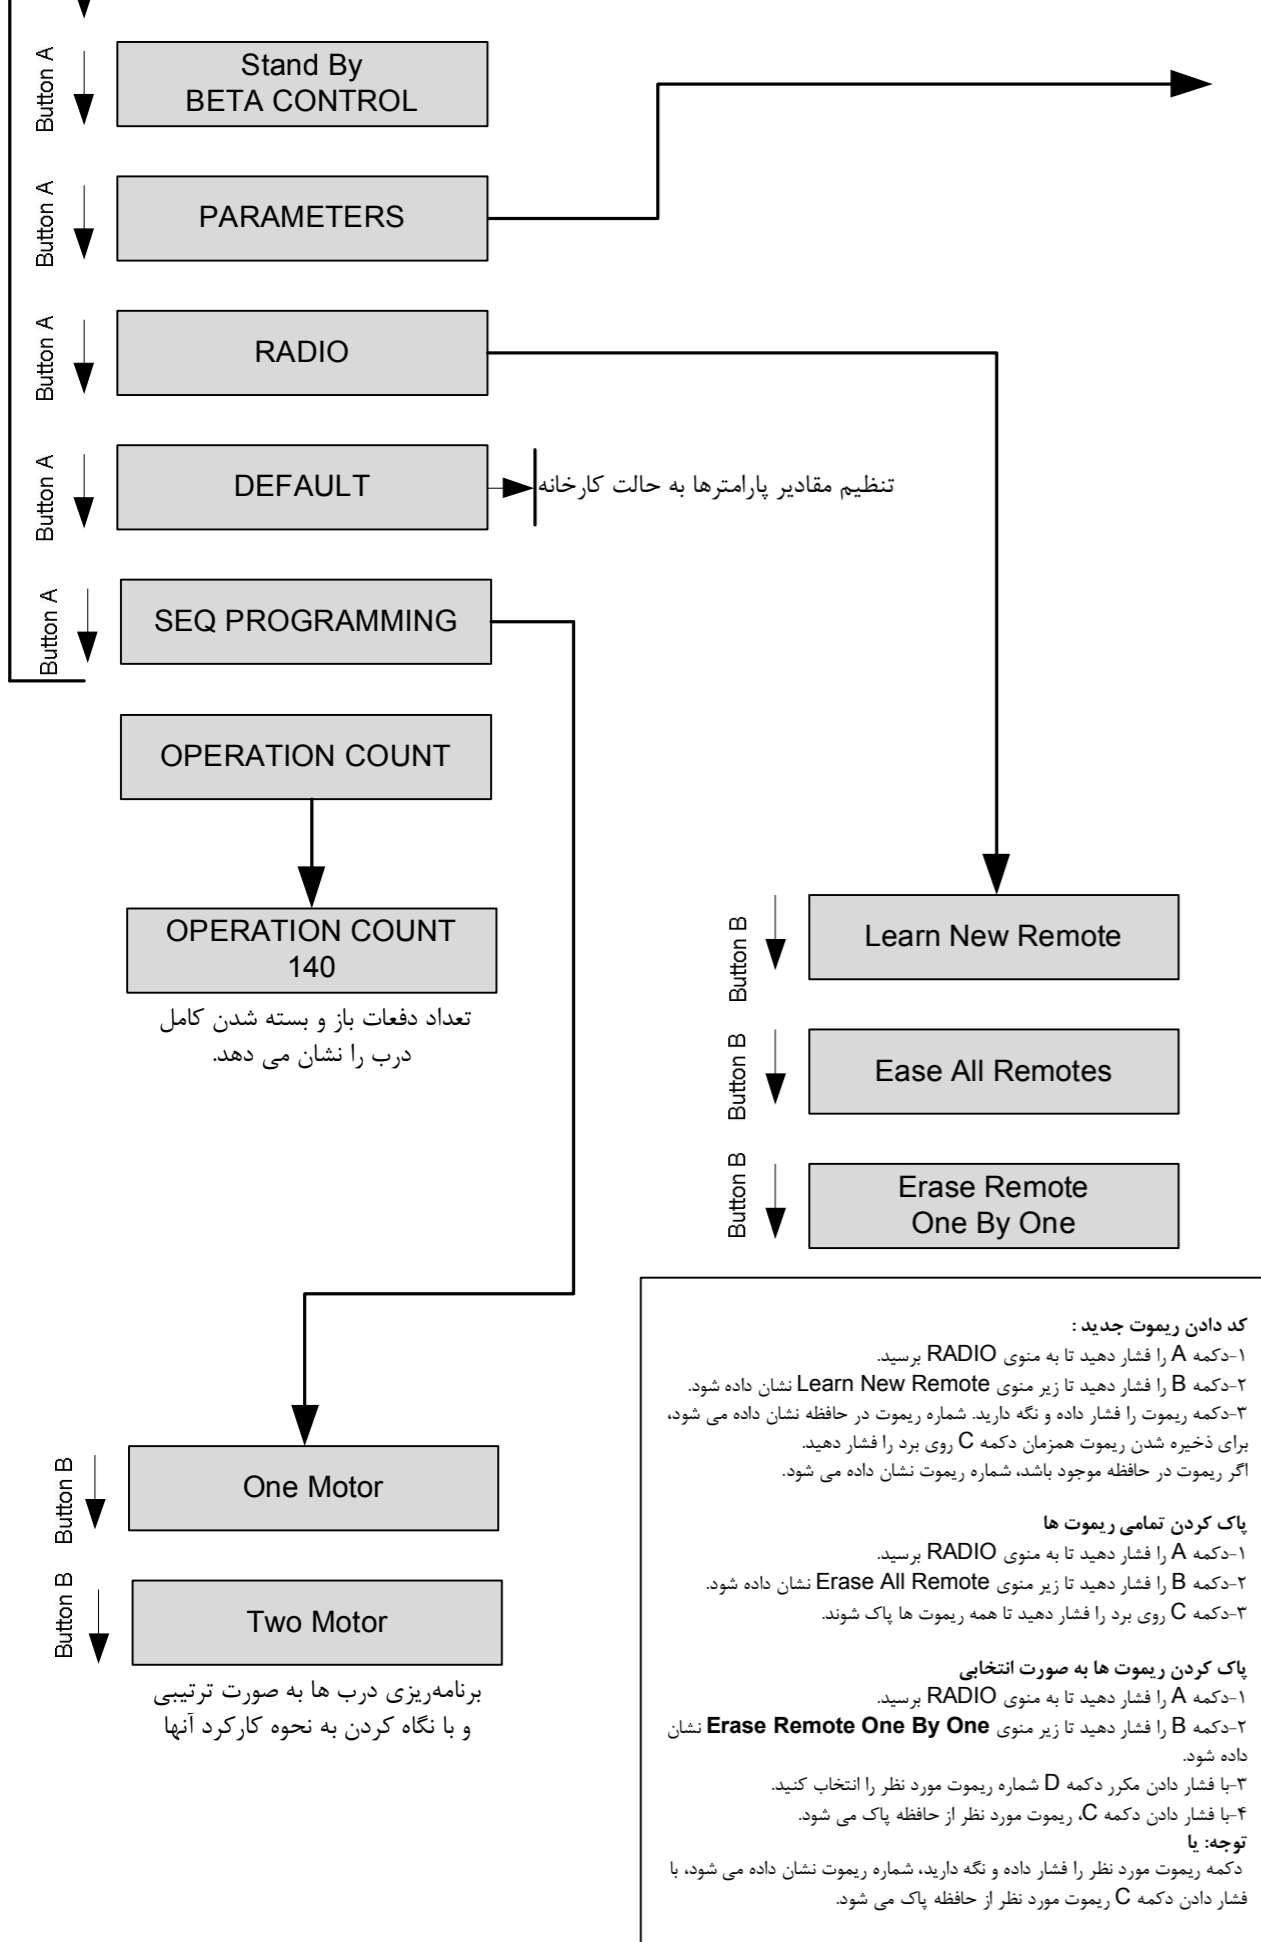 Button A
Stand By
BETA CONTROL
Button A
PARAMETERS
Button A
RADIO
Button A
DEFAULT
تنظیم مقادیر پارامترها به حالت کارخانه
Button A
SEQ PROGRAMMING
OPERATION COUNT
OPERATION COUNT
140
تعداد دفعات باز و بسته شدن کامل
درب را نشان می دهد.
Button B
Learn New Remote
Button B
Ease All Remotes
Button B
Erase Remote
One By One
Button B
One Motor
Button B
Two Motor
برنامه‌ریزی درب ها به صورت ترتیبی
و با نگاه کردن به نحوه کارکرد آنها
کد دادن ریموت جدید :
۱-دکمه A را فشار دهید تا به منوی RADIO برسید.
۲-دکمه B را فشار دهید تا زیر منوی Learn New Remote نشان داده شود.
۳-دکمه ریموت را فشار داده و نگه دارید. شماره ریموت در حافظه نشان داده می شود،
برای ذخیره شدن ریموت همزمان دکمه C روی برد را فشار دهید.
اگر ریموت در حافظه موجود باشد، شماره ریموت نشان داده می شود.
پاک کردن تمامی ریموت ها
۱-دکمه A را فشار دهید تا به منوی RADIO برسید.
۲-دکمه B را فشار دهید تا زیر منوی Erase All Remote نشان داده شود.
۳-دکمه C روی برد را فشار دهید تا همه ریموت ها پاک شوند.
پاک کردن ریموت ها به صورت انتخابی
۱-دکمه A را فشار دهید تا به منوی RADIO برسید.
۲-دکمه B را فشار دهید تا زیر منوی Erase Remote One By One نشان
داده شود.
۳-با فشار دادن مکرر دکمه D شماره ریموت مورد نظر را انتخاب کنید.
۴-با فشار دادن دکمه C، ریموت مورد نظر از حافظه پاک می شود.
توجه: یا
دکمه ریموت مورد نظر را فشار داده و نگه دارید، شماره ریموت نشان داده می شود، با
فشار دادن دکمه C ریموت مورد نظر از حافظه پاک می شود.